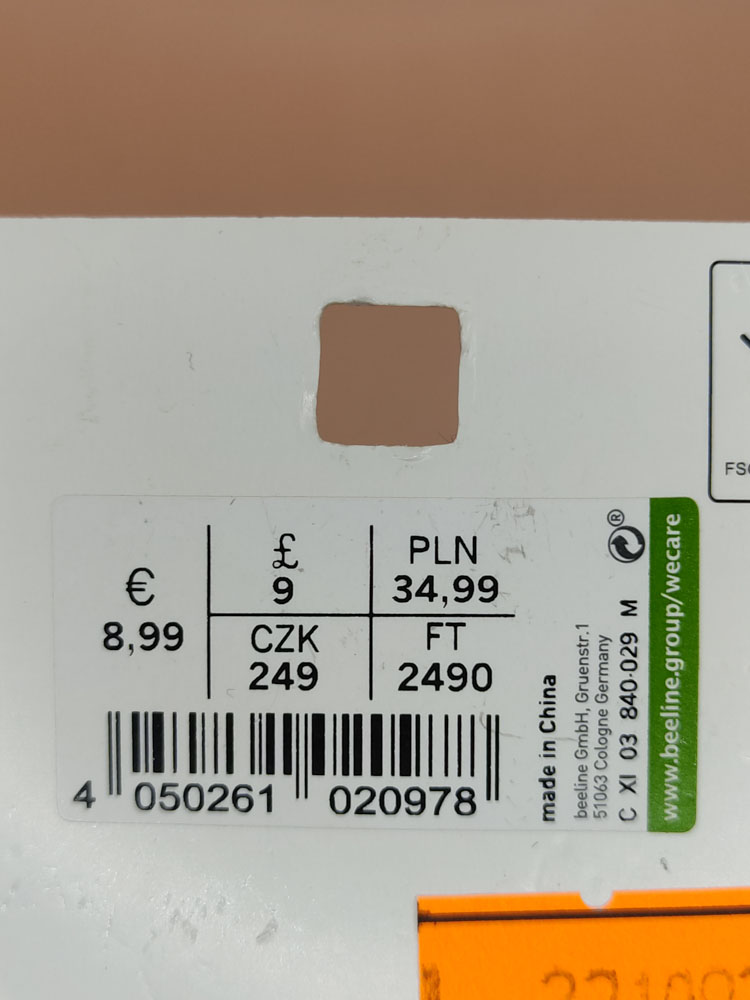 €
8,99
£
9
PLN
34,99
CZK
249
FT
2490
4 050261 020978
made in China
beeline GmbH, Gruenstr.1
51063 Cologne Germany
C XI 03 840-029 M
®
www.beeline.group/wecare